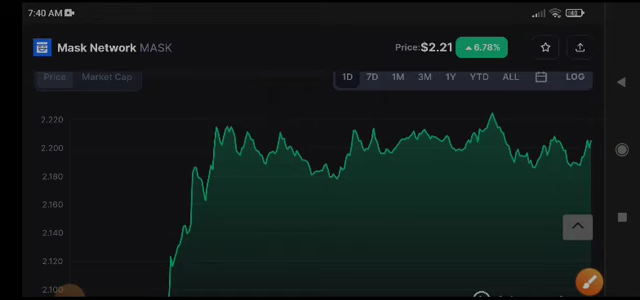 7:40 AM
Mask Network MASK
Price: $2.21 6.78%
Price Market Cap
1D 7D 1M 3M 1Y YTD ALL LOG
2.220
2.200
2.180
2.160
2.140
2.120
2.100